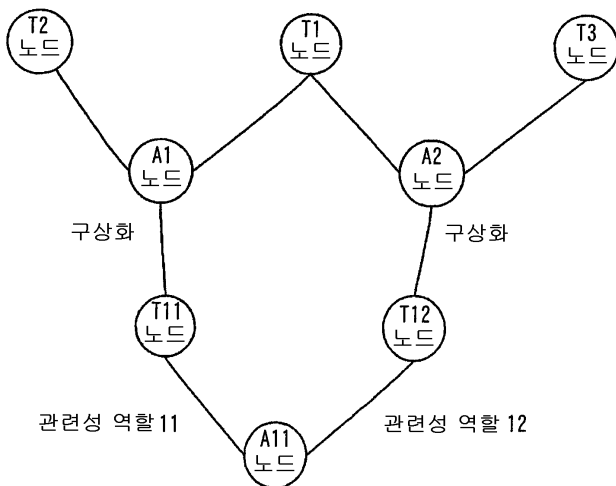 T2
노드
T1
노드
T3
노드
A1
노드
A2
노드
구상화
구상화
T11
노드
T12
노드
관련성 역할 11
관련성 역할 12
A11
노드